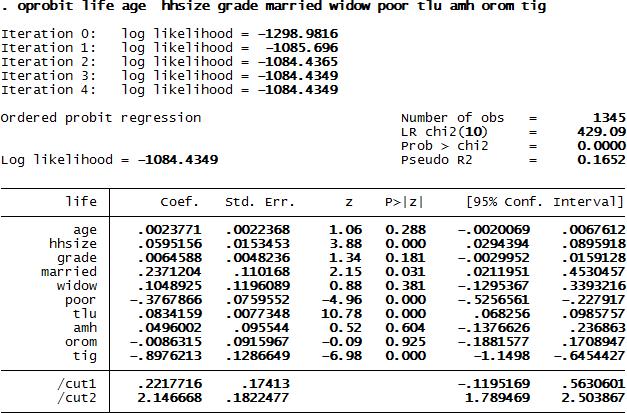 . oprobit life age  hhsize grade married widow poor tlu amh orom tig
Iteration 0:   log likelihood = -1298.9816
Iteration 1:   log likelihood =  -1085.696
Iteration 2:   log likelihood = -1084.4365
Iteration 3:   log likelihood = -1084.4349
Iteration 4:   log likelihood = -1084.4349
Ordered probit regression                         Number of obs   =       1345
LR chi2(10)     =     429.09
Prob > chi2     =     0.0000
Log likelihood = -1084.4349                       Pseudo R2       =     0.1652
life |      Coef.   Std. Err.      z    P>|z|     [95% Conf. Interval]
age |   .0023771   .0022368     1.06   0.288    -.0020069    .0067612
hhsize |   .0595156   .0153453     3.88   0.000     .0294394    .0895918
grade |   .0064588   .0048236     1.34   0.181    -.0029952    .0159128
married |   .2371204    .110168     2.15   0.031     .0211951    .4530457
widow |   .1048925   .1196089     0.88   0.381    -.1295367    .3393216
poor |  -.3767866   .0759552    -4.96   0.000    -.5256561    -.227917
tlu |   .0834159   .0077348    10.78   0.000      .068256    .0985757
amh |   .0496002    .095544     0.52   0.604    -.1376626     .236863
orom |  -.0086315   .0915967    -0.09   0.925    -.1881577    .1708947
tig |  -.8976213   .1286649    -6.98   0.000      -1.1498   -.6454427
/cut1 |   .2217716     .17413                     -.1195169    .5630601
/cut2 |   2.146668   .1822477                      1.789469    2.503867